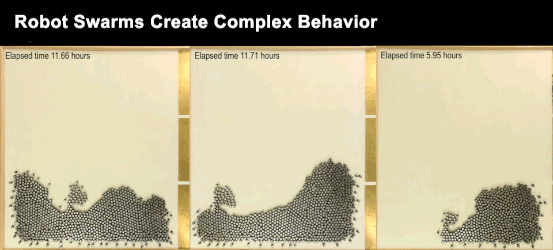 Robot Swarms Create Complex Behavior
Elapsed time 11.66 hours
Elapsed time 11.71 hours
Elapsed time 5.95 hours